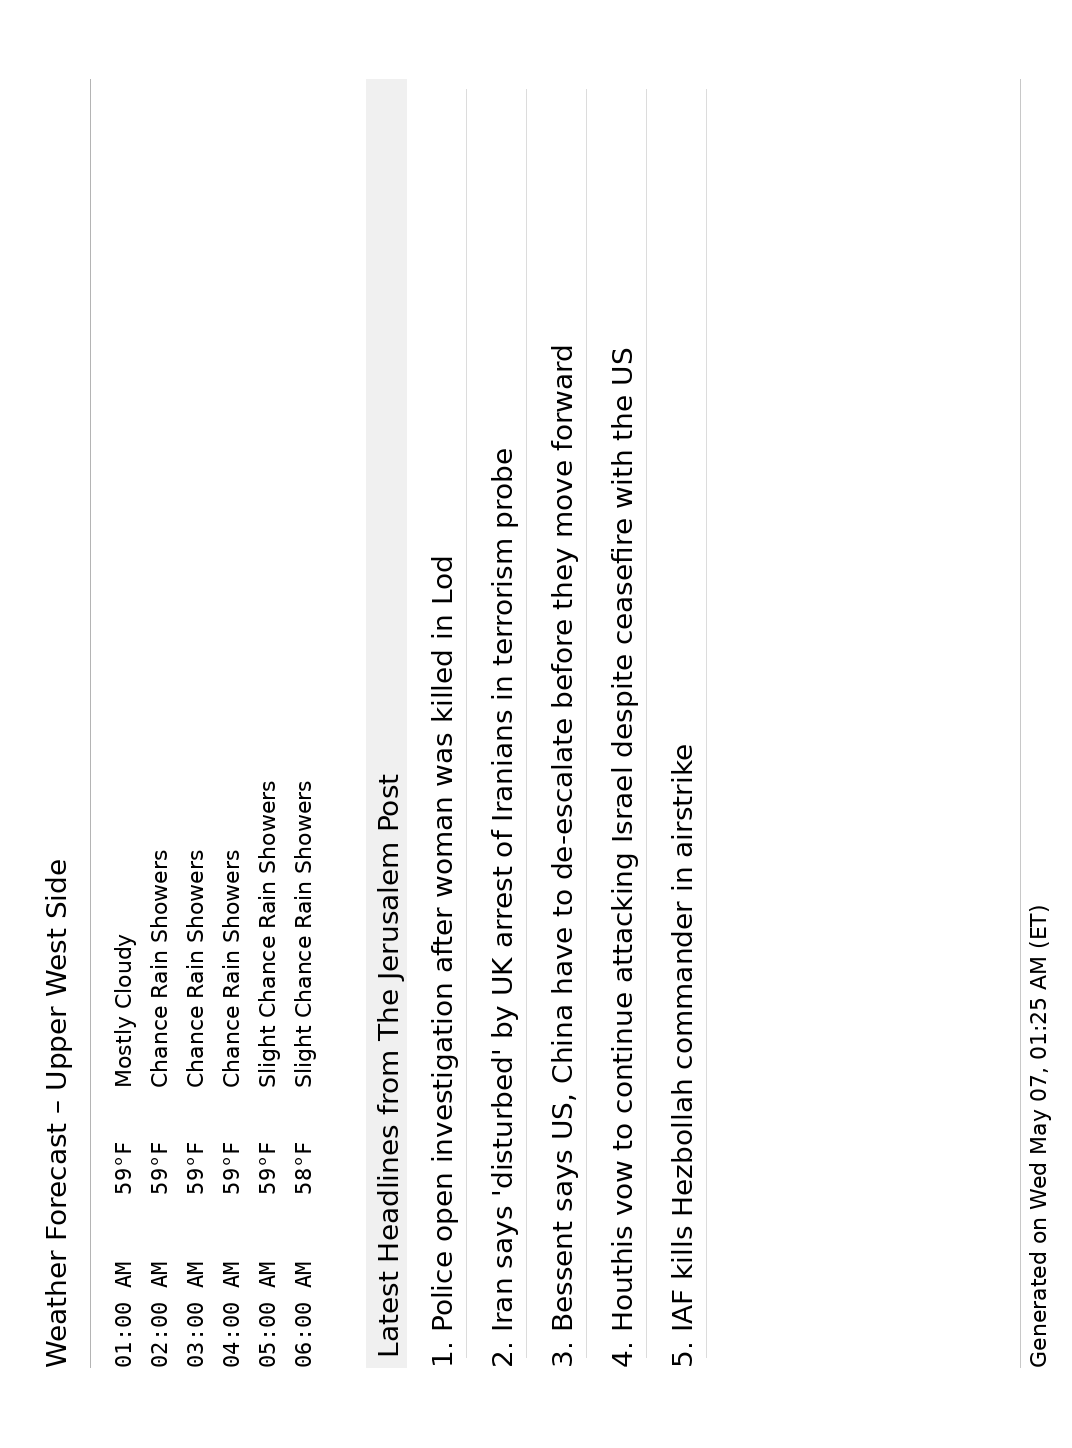 Weather Forecast – Upper West Side
01:00 AM 59°F Mostly Cloudy
02:00 AM 59°F Chance Rain Showers
03:00 AM 59°F Chance Rain Showers
04:00 AM 59°F Chance Rain Showers
05:00 AM 59°F Slight Chance Rain Showers
06:00 AM 58°F Slight Chance Rain Showers
Latest Headlines from The Jerusalem Post
1. Police open investigation after woman was killed in Lod
2. Iran says 'disturbed' by UK arrest of Iranians in terrorism probe
3. Bessent says US, China have to de-escalate before they move forward
4. Houthis vow to continue attacking Israel despite ceasefire with the US
5. IAF kills Hezbollah commander in airstrike
Generated on Wed May 07, 01:25 AM (ET)